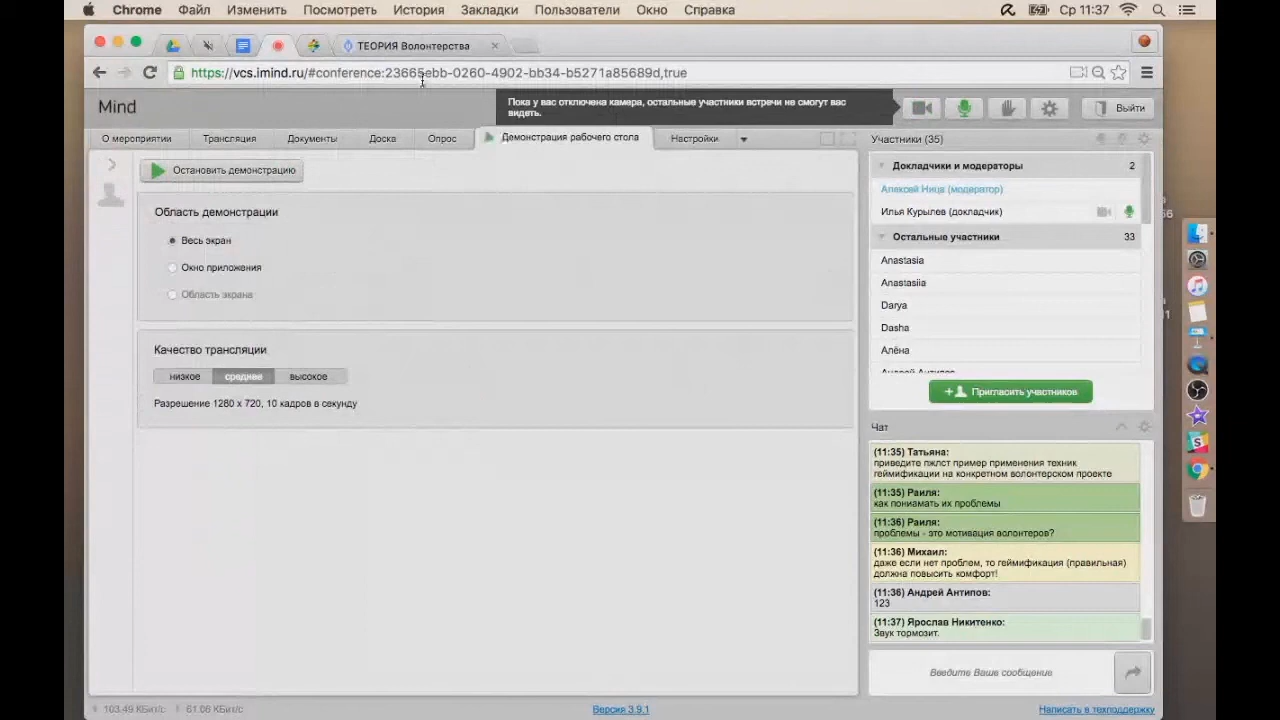 Chrome Файл Изменить Посмотреть История Закладки Пользователи Окно Справка Ср 11:37
ТЕОРИЯ Волонтерства
https://vcs.imind.ru/#conference:23665ebb-0260-4902-bb34-b5271a85689d,true
Mind
Пока у вас отключена камера, остальные участники встречи не смогут вас
видеть.
Выйти
О мероприятии Трансляция Документы Доска Опрос Демонстрация рабочего стола Настройки
Остановить демонстрацию
Область демонстрации
Весь экран
Окно приложения
Область экрана
Качество трансляции
низкое среднее высокое
Разрешение 1280 x 720, 10 кадров в секунду
Участники (35)
Докладчики и модераторы 2
Алексей Ница (модератор)
Илья Курылев (докладчик)
Остальные участники 33
Anastasia
Anastasiia
Darya
Dasha
Алёна
Андрей Антипов
Пригласить участников
Чат
(11:35) Татьяна:
приведите пжлст пример применения техник
геймификации на конкретном волонтерском проекте
(11:35) Раиля:
как пониамать их проблемы
(11:36) Раиля:
проблемы - это мотивация волонтеров?
(11:36) Михаил:
даже если нет проблем, то геймификация (правильная)
должна повысить комфорт!
(11:36) Андрей Антипов:
123
(11:37) Ярослав Никитенко:
Звук тормозит.
Введите Ваше сообщение
103.49 КБит/с 61.06 КБит/с
Версия 3.9.1
Написать в техподдержку